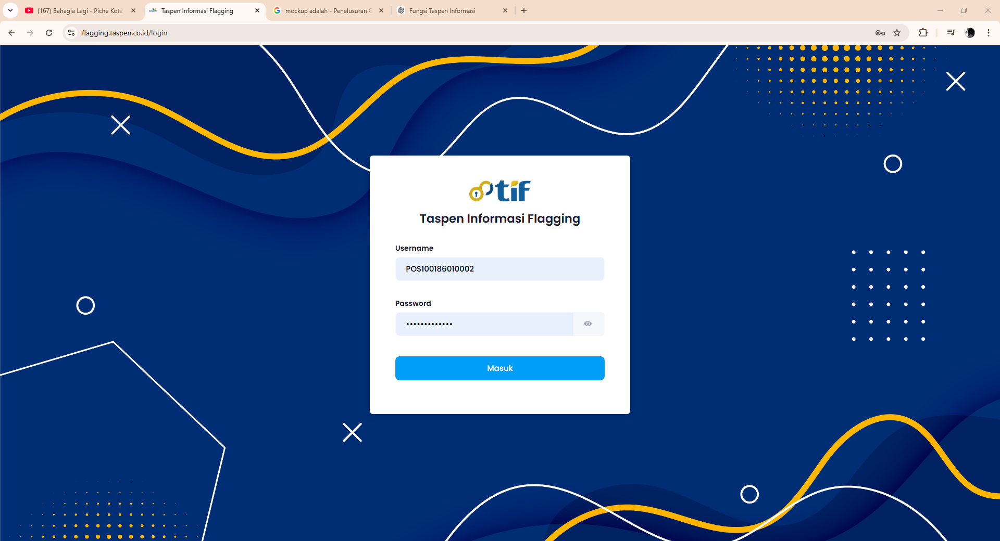 (167) Bahagia Lagi - Piche Kota
Taspen Informasi Flagging
mockup adalah - Penelusuran G
Fungsi Taspen Informasi
flagging.taspen.co.id/login
tif
Taspen Informasi Flagging
Username
POS100186010002
Password
•••••••••••••
Masuk